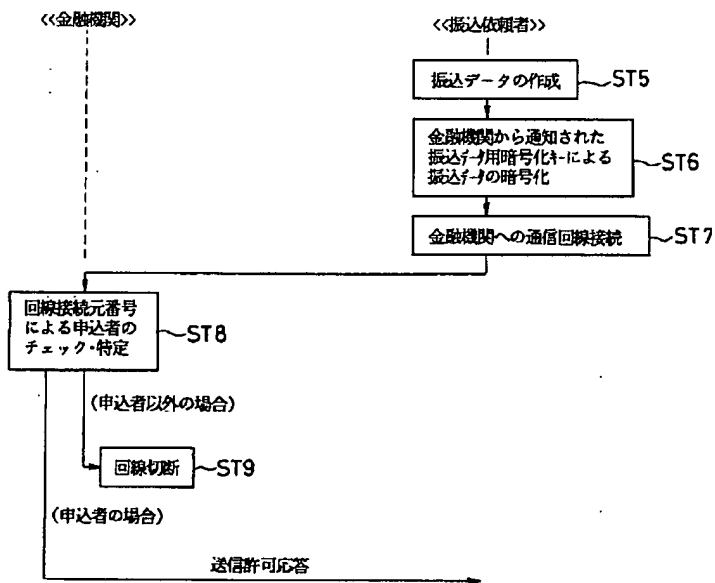 《金融機関》
《振込依頼者》
振込データの作成
ST5
金融機関から通知された
振込データ用暗号化キーによる
振込データの暗号化
ST6
金融機関への通信回線接続
ST7
回線接続元番号
による申込者の
チェック・特定
ST8
(申込者以外の場合)
回線切断
ST9
(申込者の場合)
送信許可応答